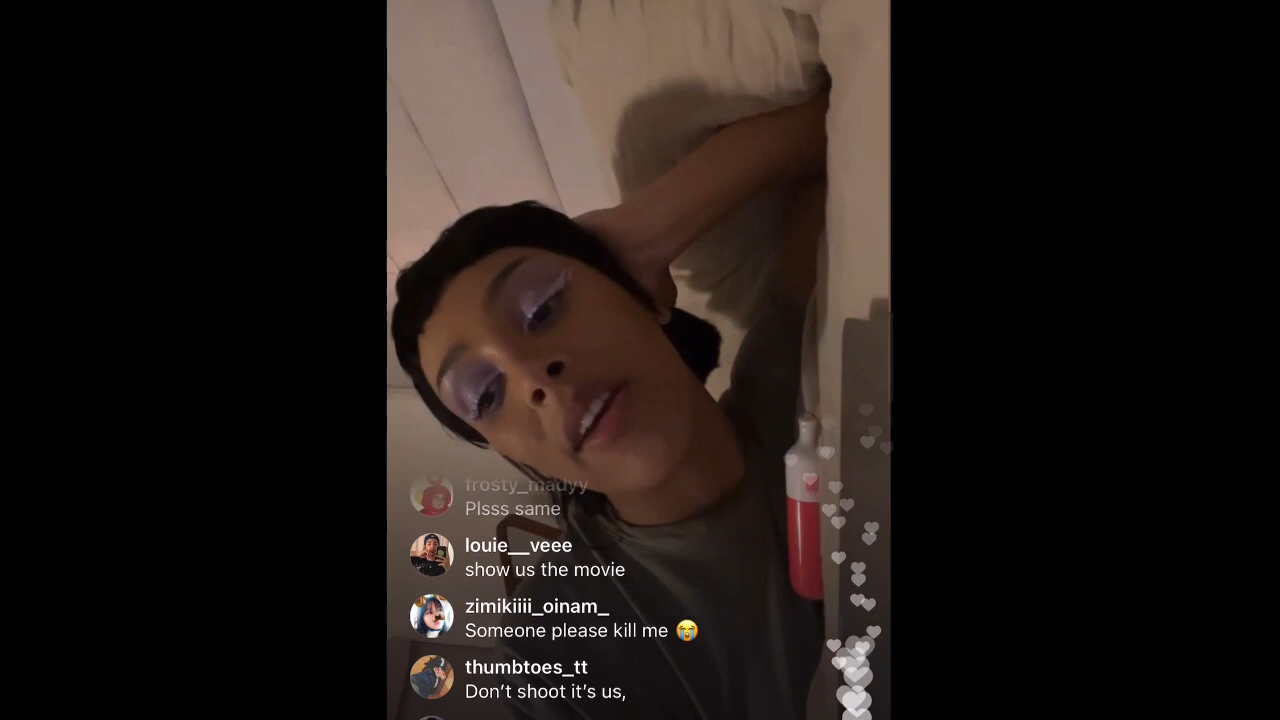 frosty_madyy
Plsss same
louie__veee
show us the movie
zimikiiii_oinam_
Someone please kill me 😭
thumbtoes_tt
Don’t shoot it’s us,